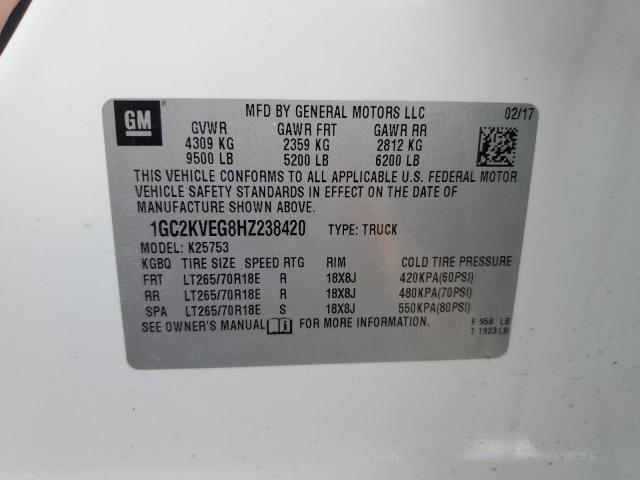 GM
MFD BY GENERAL MOTORS LLC 02/17
GVWR GAWR FRT GAWR RR
4309 KG 2359 KG 2812 KG
9500 LB 5200 LB 6200 LB
THIS VEHICLE CONFORMS TO ALL APPLICABLE U.S. FEDERAL MOTOR
VEHICLE SAFETY STANDARDS IN EFFECT ON THE DATE OF
MANUFACTURE SHOWN ABOVE.
1GC2KVEG8HZ238420 TYPE: TRUCK
MODEL: K25753
KGBQ TIRE SIZE SPEED RTG RIM COLD TIRE PRESSURE
FRT LT265/70R18E R 18X8J 420KPA(60PSI)
RR LT265/70R18E R 18X8J 480KPA(70PSI)
SPA LT265/70R18E S 18X8J 550KPA(80PSI)
SEE OWNER'S MANUAL FOR MORE INFORMATION.
F 958 LB
T 1923 LB